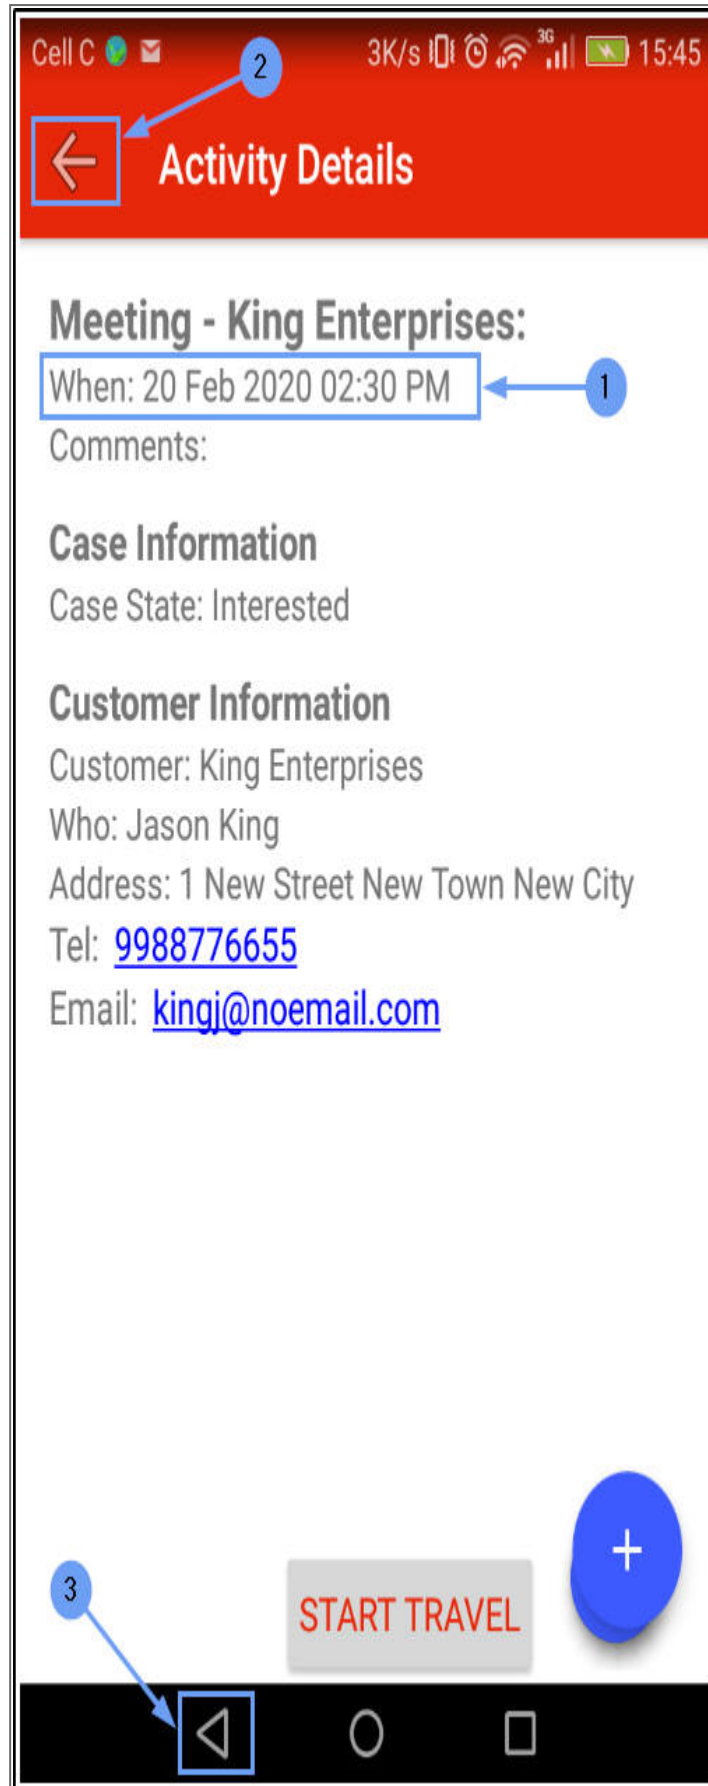 Cell C 3K/s 3G 15:45
2
Activity Details
Meeting - King Enterprises:
When: 20 Feb 2020 02:30 PM
1
Comments:
Case Information
Case State: Interested
Customer Information
Customer: King Enterprises
Who: Jason King
Address: 1 New Street New Town New City
Tel: 9988776655
Email: kingj@noemail.com
+
3
START TRAVEL